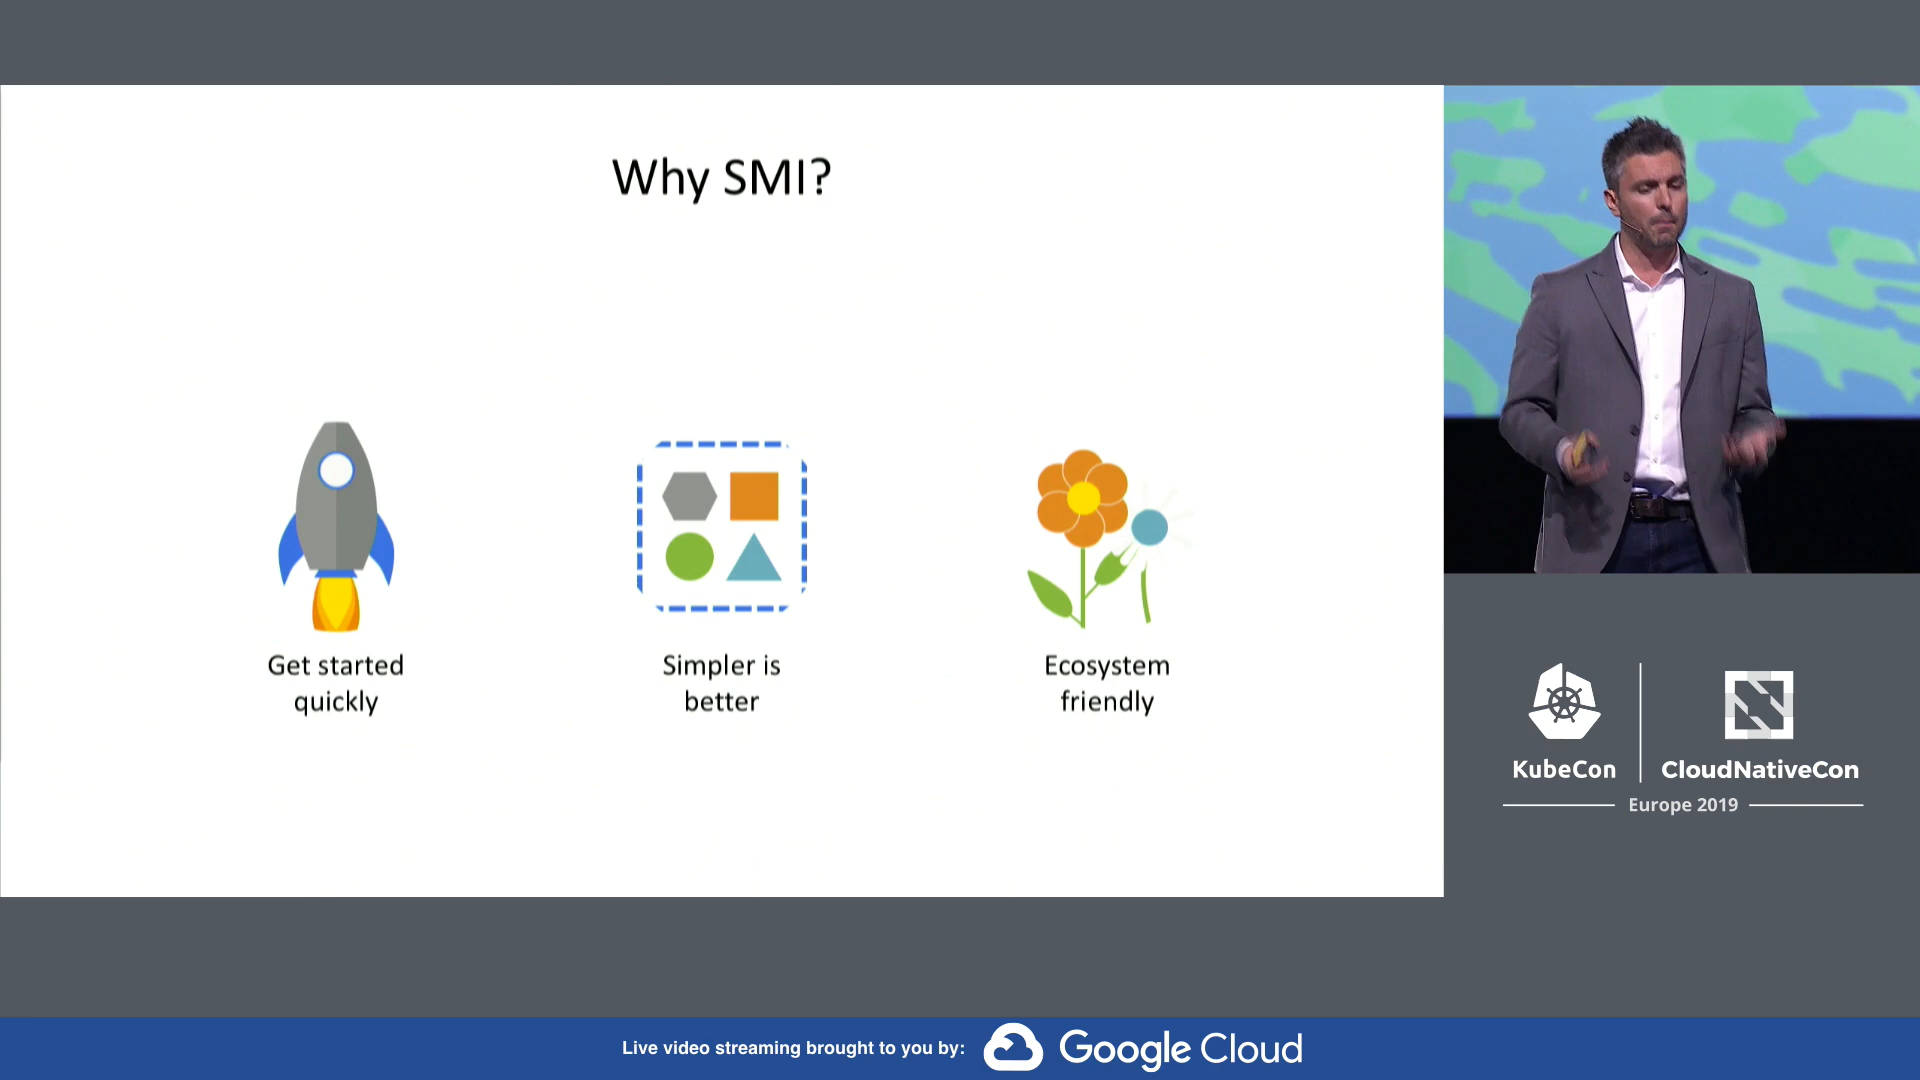 Why SMI?
Get started
quickly
Simpler is
better
Ecosystem
friendly
KubeCon
CloudNativeCon
Europe 2019
Live video streaming brought to you by:
Google Cloud